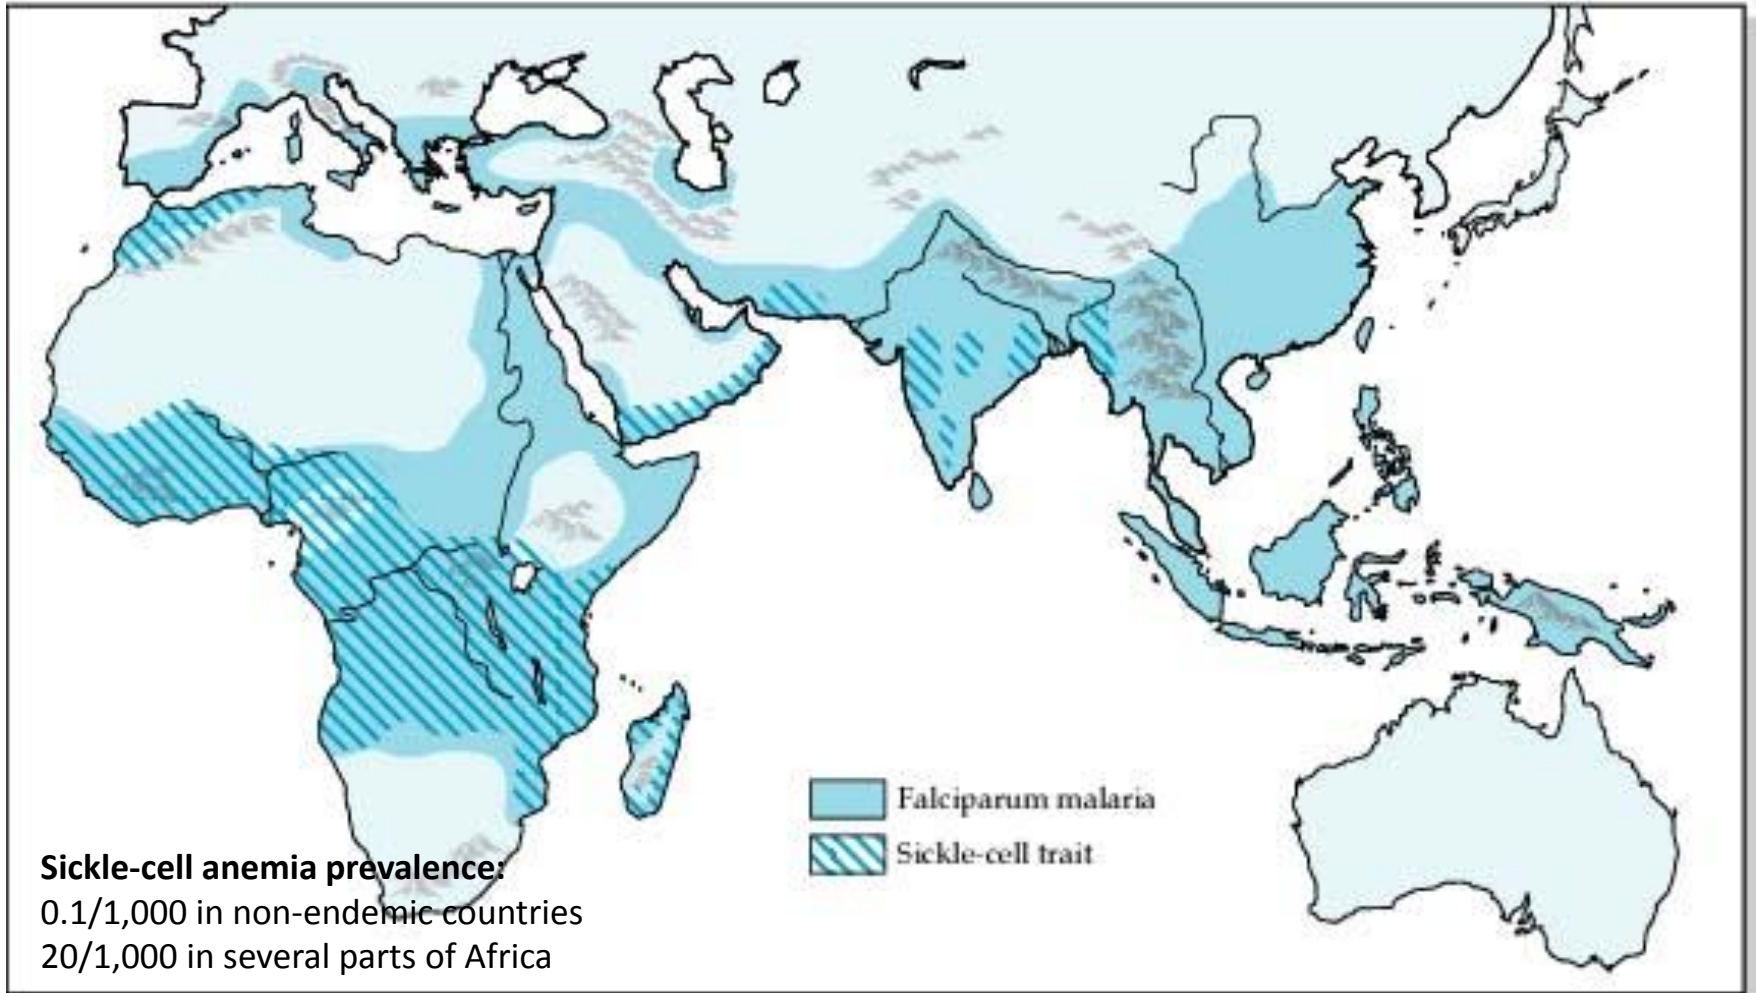 Falciparum malaria
Sickle-cell trait
Sickle-cell anemia prevalence:
0.1/1,000 in non-endemic countries
20/1,000 in several parts of Africa